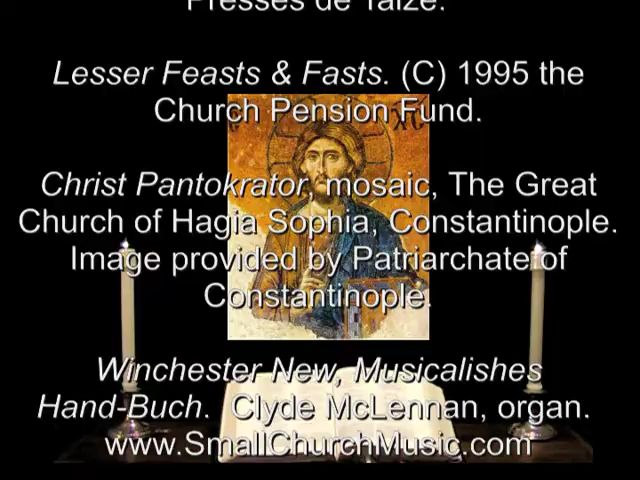 Presses de Taizé.
Lesser Feasts & Fasts. (C) 1995 the
Church Pension Fund.
Christ Pantokrator, mosaic, The Great
Church of Hagia Sophia, Constantinople.
Image provided by Patriarchate of
Constantinople.
Winchester New, Musicalishes
Hand-Buch. Clyde McLennan, organ.
www.SmallChurchMusic.com